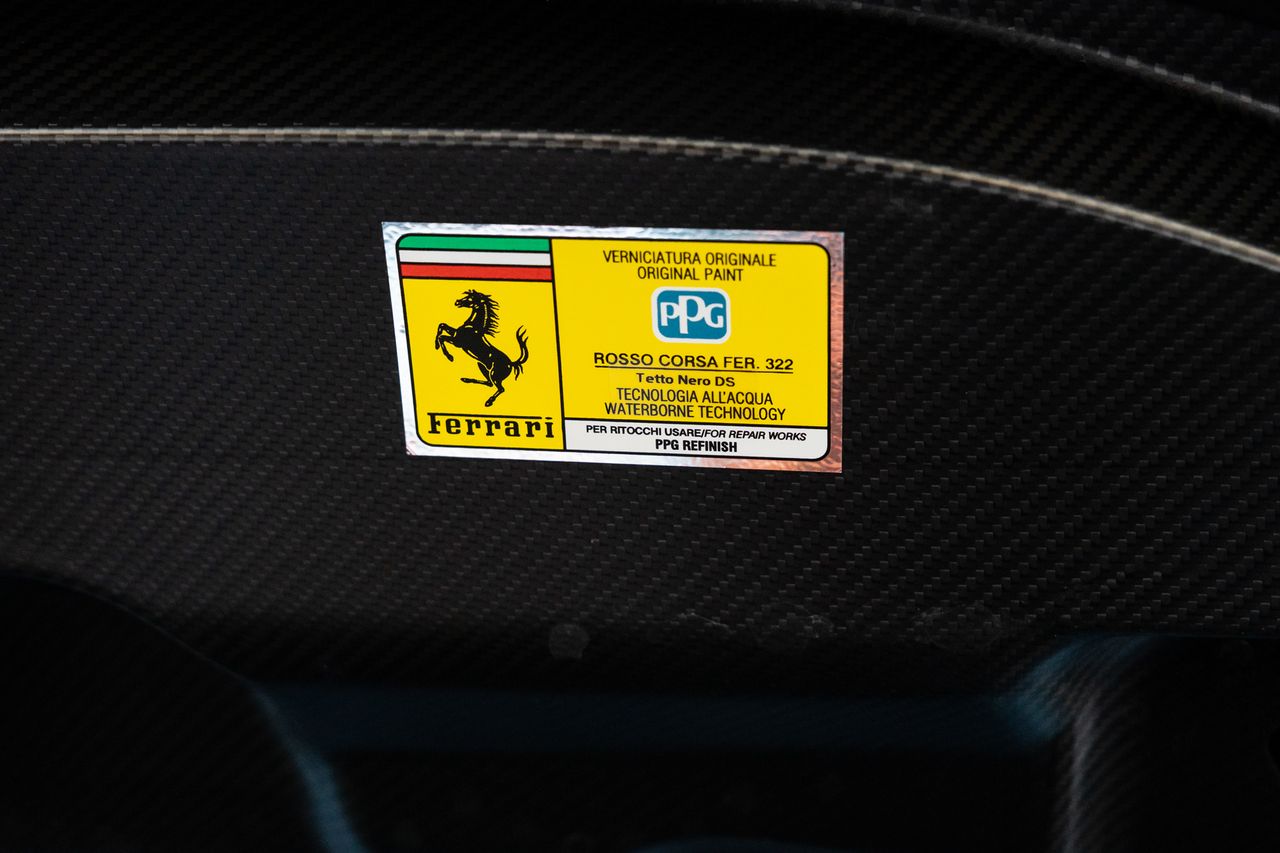 Ferrari
VERNICIATURA ORIGINALE
ORIGINAL PAINT
PPG
ROSSO CORSA FER. 322
Tetto Nero DS
TECNOLOGIA ALL'ACQUA
WATERBORNE TECHNOLOGY
PER RITOCCHI USARE/FOR REPAIR WORKS
PPG REFINISH